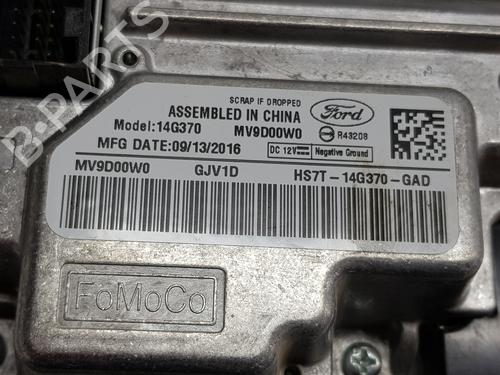 SCRAP IF DROPPED
ASSEMBLED IN CHINA
Ford
Model:14G370 MV9D00W0
R43208
MFG DATE:09/13/2016
DC 12V Negative Ground
MV9D00W0 GJV1D HS7T-14G370-GAD
FoMoCo
B-PARTS